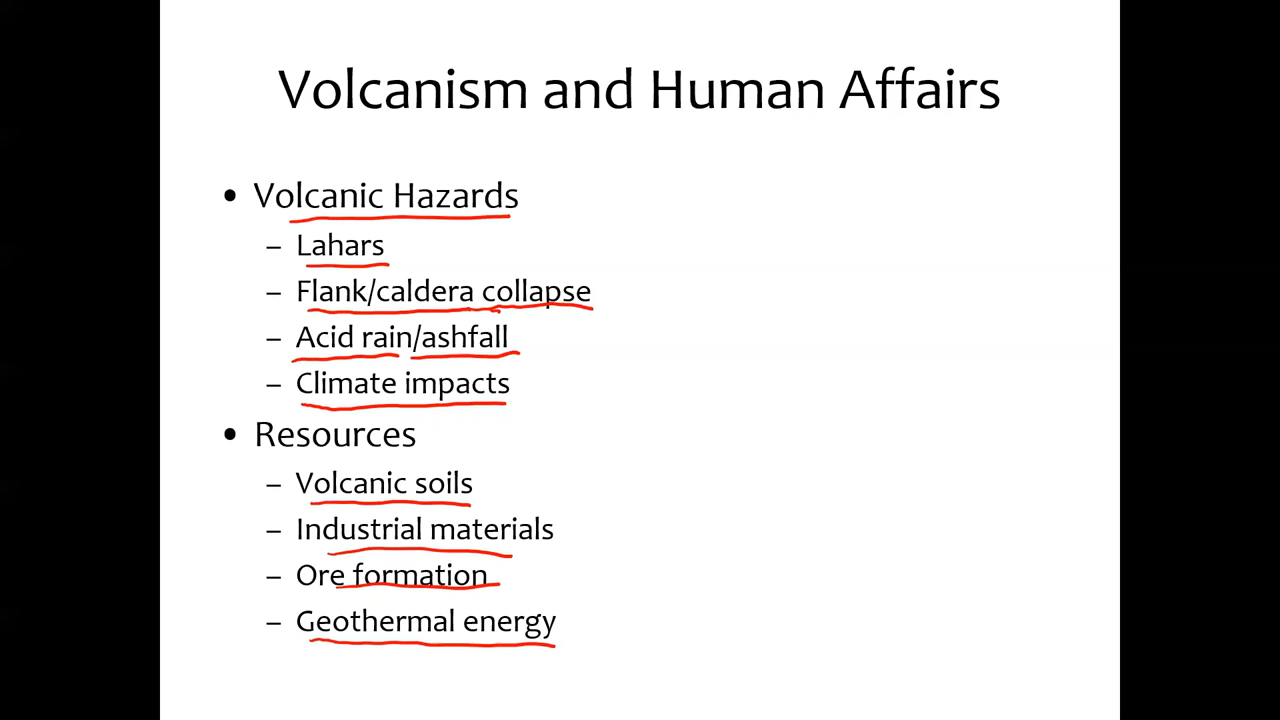 Volcanism and Human Affairs
• Volcanic Hazards
– Lahars
– Flank/caldera collapse
– Acid rain/ashfall
– Climate impacts
• Resources
– Volcanic soils
– Industrial materials
– Ore formation
– Geothermal energy